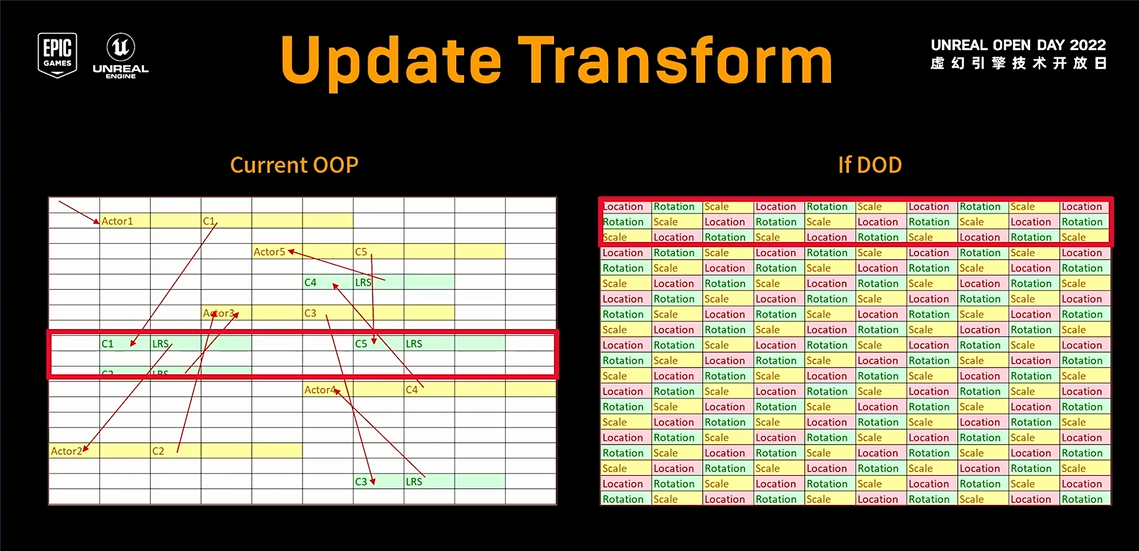 EPIC
GAMES
UNREAL
ENGINE
Update Transform
UNREAL OPEN DAY 2022
虚幻引擎技术开放日
Current OOP
Actor1 C1
Actor5 C5
C4 LRS
Actor3 C3
C1 LRS C5 LRS
C2 LRS
Actor4 C4
Actor2 C2
C3 LRS
If DOD
Location Rotation Scale Location Rotation Scale Location Rotation Scale Location
Rotation Scale Location Rotation Scale Location Rotation Scale Location Rotation
Scale Location Rotation Scale Location Rotation Scale Location Rotation Scale
Location Rotation Scale Location Rotation Scale Location Rotation Scale Location
Rotation Scale Location Rotation Scale Location Rotation Scale Location Rotation
Scale Location Rotation Scale Location Rotation Scale Location Rotation Scale
Location Rotation Scale Location Rotation Scale Location Rotation Scale Location
Rotation Scale Location Rotation Scale Location Rotation Scale Location Rotation
Scale Location Rotation Scale Location Rotation Scale Location Rotation Scale
Location Rotation Scale Location Rotation Scale Location Rotation Scale Location
Rotation Scale Location Rotation Scale Location Rotation Scale Location Rotation
Scale Location Rotation Scale Location Rotation Scale Location Rotation Scale
Location Rotation Scale Location Rotation Scale Location Rotation Scale Location
Rotation Scale Location Rotation Scale Location Rotation Scale Location Rotation
Scale Location Rotation Scale Location Rotation Scale Location Rotation Scale
Location Rotation Scale Location Rotation Scale Location Rotation Scale Location
Rotation Scale Location Rotation Scale Location Rotation Scale Location Rotation
Scale Location Rotation Scale Location Rotation Scale Location Rotation Scale
Location Rotation Scale Location Rotation Scale Location Rotation Scale Location
Rotation Scale Location Rotation Scale Location Rotation Scale Location Rotation